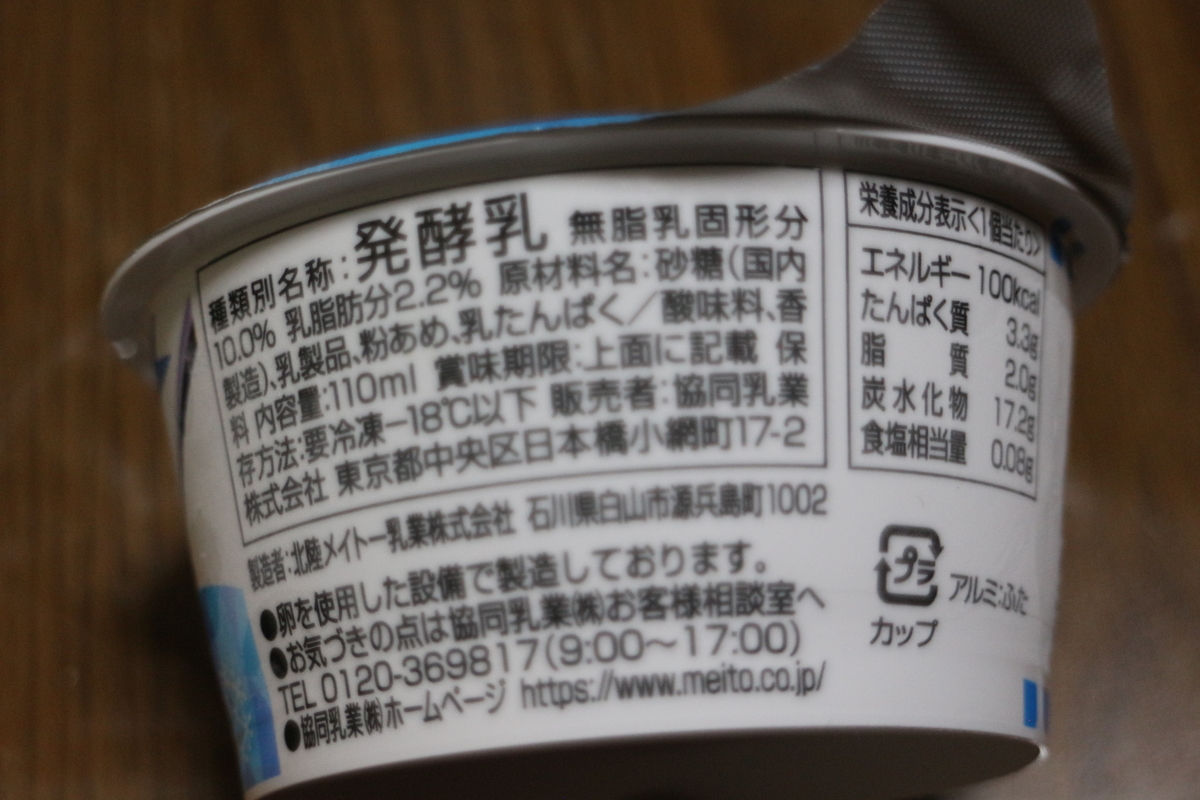 種類別名称:発酵乳 無脂乳固形分
10.0% 乳脂肪分2.2% 原材料名:砂糖(国内
製造)、乳製品、粉あめ、乳たんぱく/酸味料、香
料 内容量:110ml 賞味期限:上面に記載 保
存方法:要冷凍−18℃以下 販売者:協同乳業
株式会社 東京都中央区日本橋小網町17-2
製造者:北陸メイトー乳業株式会社 石川県白山市源兵島町1002
●卵を使用した設備で製造しております。
●お気づきの点は協同乳業㈱お客様相談室へ
TEL 0120-369817(9:00〜17:00)
●協同乳業㈱ホームページ https://www.meito.co.jp/
栄養成分表示<1個当たり>
エネルギー 100kcal
たんぱく質 3.3g
脂質 2.0g
炭水化物 17.2g
食塩相当量 0.08g
プラ
カップ
アルミ:ふた